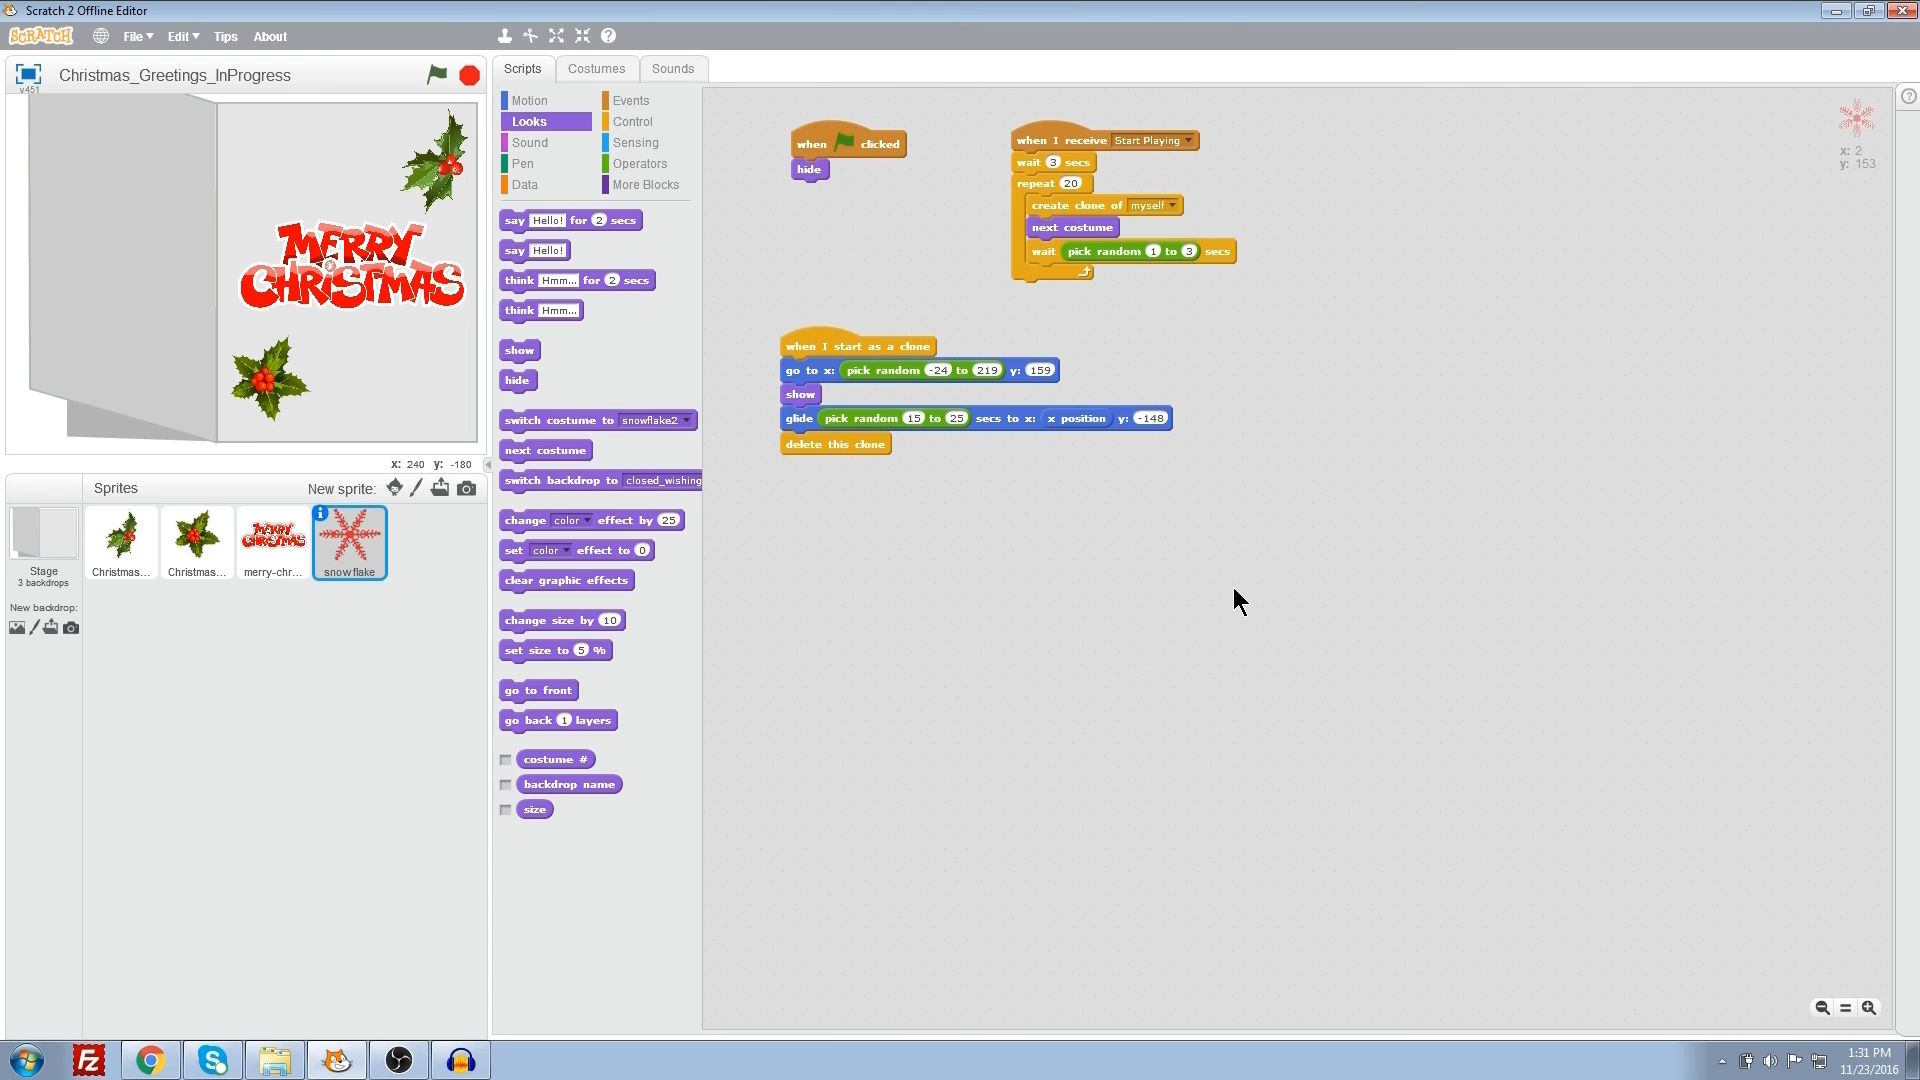 Scratch 2 Offline Editor
SCRATCH
File
Edit
Tips
About
Christmas_Greetings_InProgress
v451
MERRY
CHRISTMAS
x: 240 y: -180
Sprites
New sprite:
Stage
3 backdrops
New backdrop:
Christmas...
Christmas...
MERRY
CHRISTMAS
merry-chr...
snowflake
Scripts
Costumes
Sounds
Motion
Looks
Sound
Pen
Data
Events
Control
Sensing
Operators
More Blocks
say Hello! for 2 secs
say Hello!
think Hmm... for 2 secs
think Hmm...
show
hide
switch costume to snowflake2
next costume
switch backdrop to closed_wishing
change color effect by 25
set color effect to 0
clear graphic effects
change size by 10
set size to 5 %
go to front
go back 1 layers
costume #
backdrop name
size
when clicked
hide
when I receive Start Playing
wait 3 secs
repeat 20
create clone of myself
next costume
wait pick random 1 to 3 secs
when I start as a clone
go to x: pick random -24 to 219 y: 159
show
glide pick random 15 to 25 secs to x: x position y: -148
delete this clone
x: 2
y: 153
1:31 PM
11/23/2016